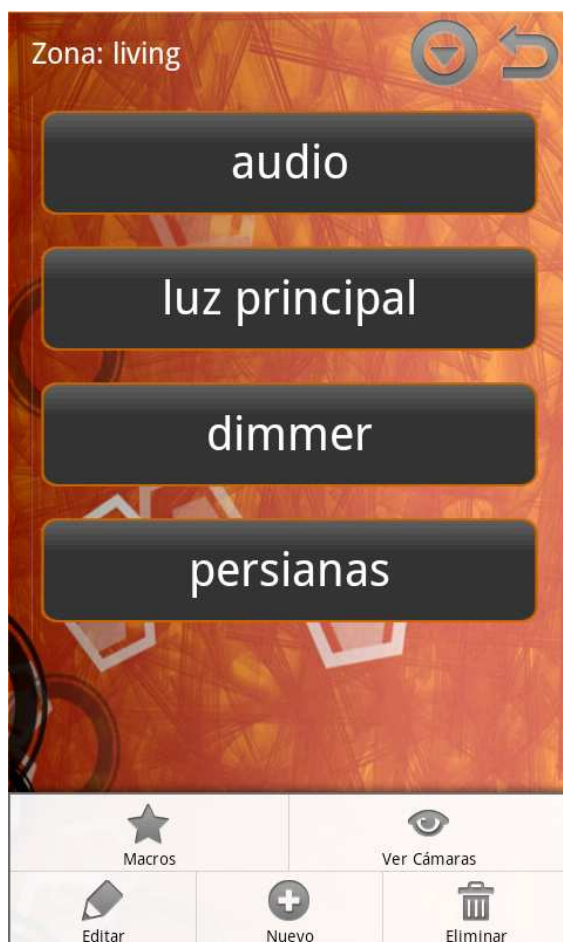 Zona: living
audio
luz principal
dimmer
persianas
Macros
Ver Cámaras
Editar
Nuevo
Eliminar